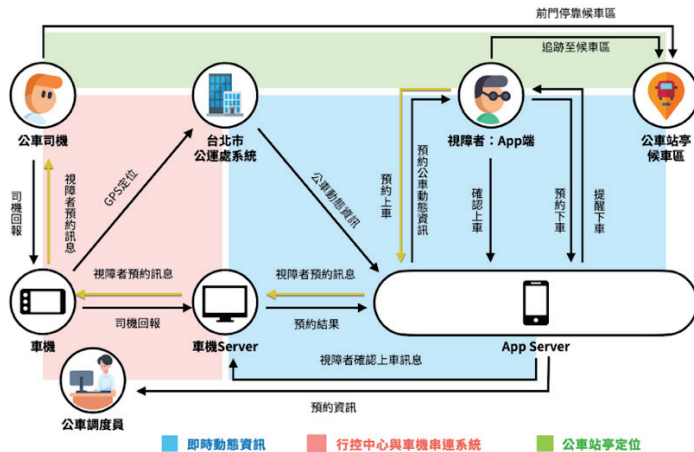 前門停靠候車區
追跡至候車區
公車司機
台北市
公運處系統
視障者：App端
公車站亭
候車區
司機回報
視障者預約訊息
GPS定位
公車動態資訊
預約上車
預約公車動態資訊
確認上車
預約下車
提醒下車
視障者預約訊息
視障者預約訊息
司機回報
預約結果
車機
車機Server
App Server
視障者確認上車訊息
預約資訊
公車調度員
即時動態資訊
行控中心與車機串連系統
公車站亭定位